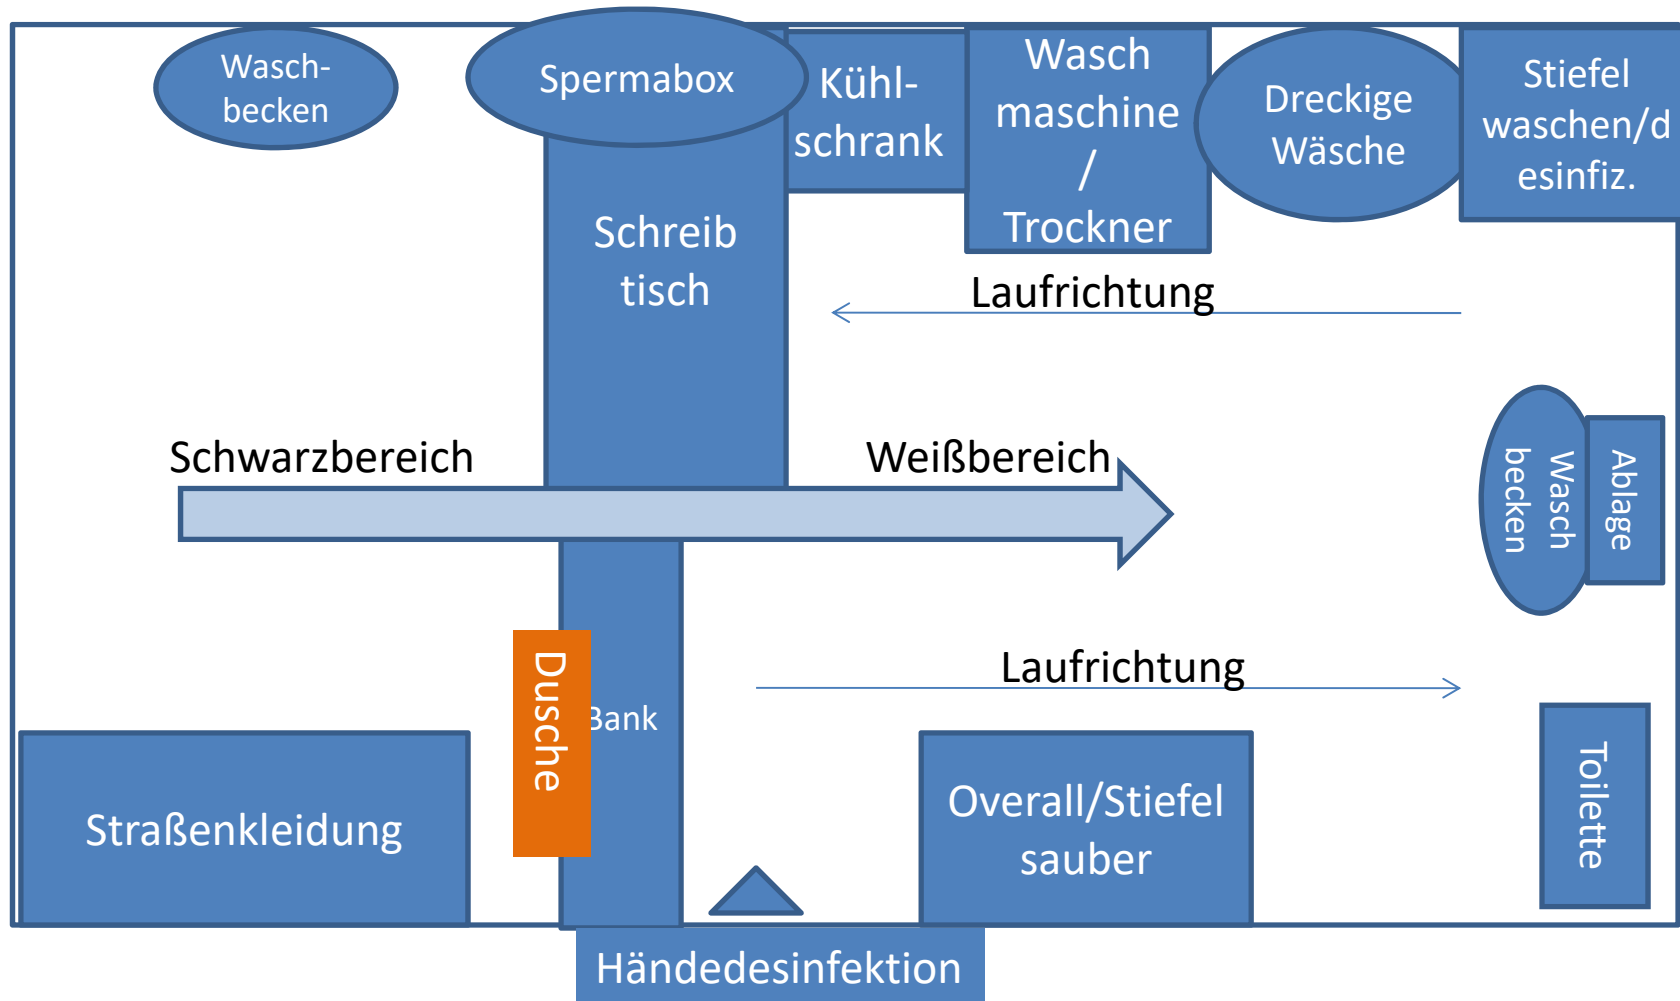 Wasch-
becken
Spermabox
Kühl-
schrank
Wasch
maschine
/
Trockner
Dreckige
Wäsche
Stiefel
waschen/d
esinfiz.
Schreib
tisch
Laufrichtung
Schwarzbereich
Weißbereich
Wasch
becken
Ablage
Laufrichtung
Dusche
Bank
Straßenkleidung
Overall/Stiefel
sauber
Toilette
Händedesinfektion